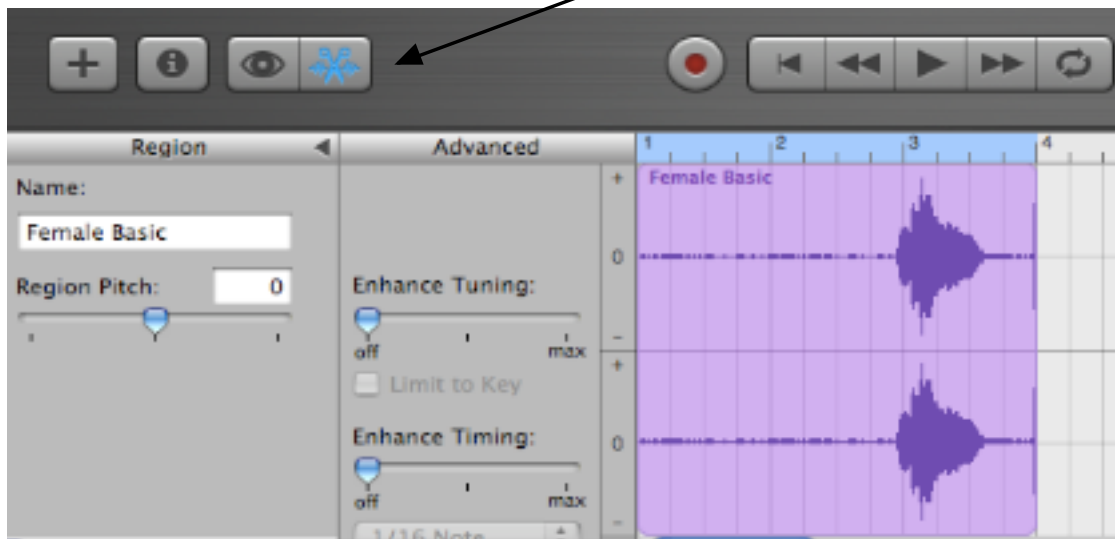 Region
Advanced
1 2 3 4
Name:
Female Basic
Female Basic
Region Pitch: 0
Enhance Tuning:
off max
Limit to Key
Enhance Timing:
off max
1/16 Note
+
0
-
+
0
-